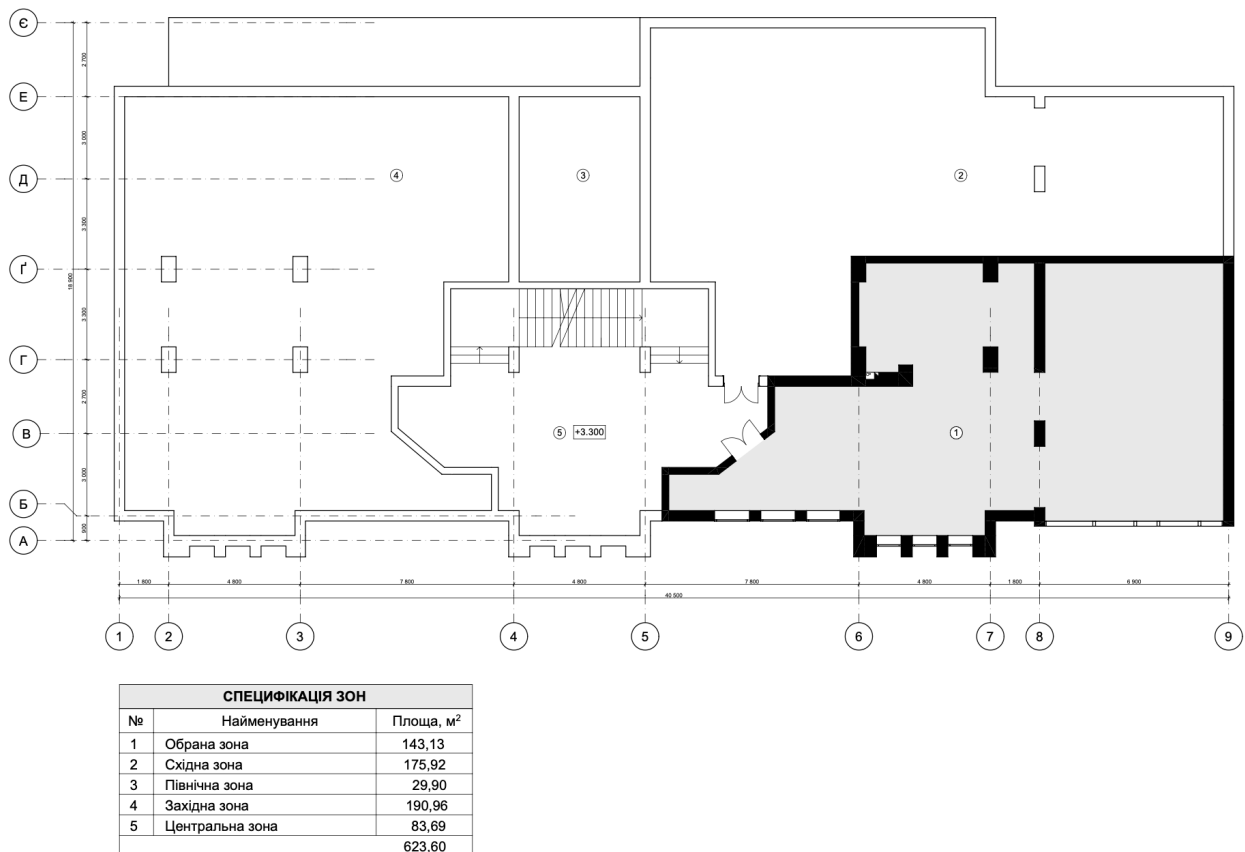 Є
2 700
Е
3 000
Д
4
3
2
3 300
Ґ
18 900
3 300
Г
2 700
В
5
+3.300
1
3 000
Б
900
А
1 800
4 800
7 800
4 800
7 800
4 800
1 800
6 900
40 500
1
2
3
4
5
6
7
8
9
СПЕЦИФІКАЦІЯ ЗОН
№ Найменування Площа, м²
1 Обрана зона 143,13
2 Східна зона 175,92
3 Північна зона 29,90
4 Західна зона 190,96
5 Центральна зона 83,69
623,60